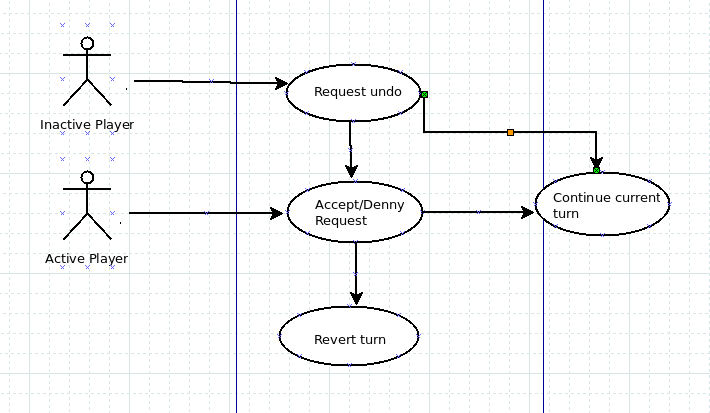 Inactive Player
Request undo
Active Player
Accept/Denny
Request
Continue current
turn
Revert turn